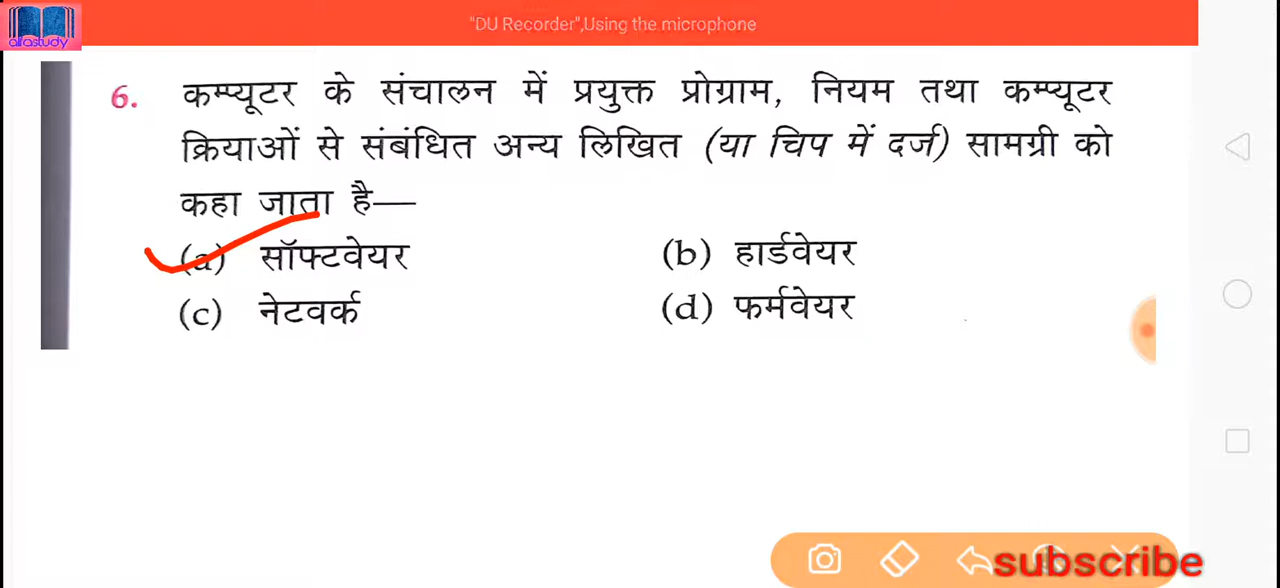 "DU Recorder",Using the microphone
alfastudy
6. कम्प्यूटर के संचालन में प्रयुक्त प्रोग्राम, नियम तथा कम्प्यूटर
क्रियाओं से संबंधित अन्य लिखित (या चिप में दर्ज) सामग्री को
कहा जाता है—
(a) सॉफ्टवेयर (b) हार्डवेयर
(c) नेटवर्क (d) फर्मवेयर
subscribe